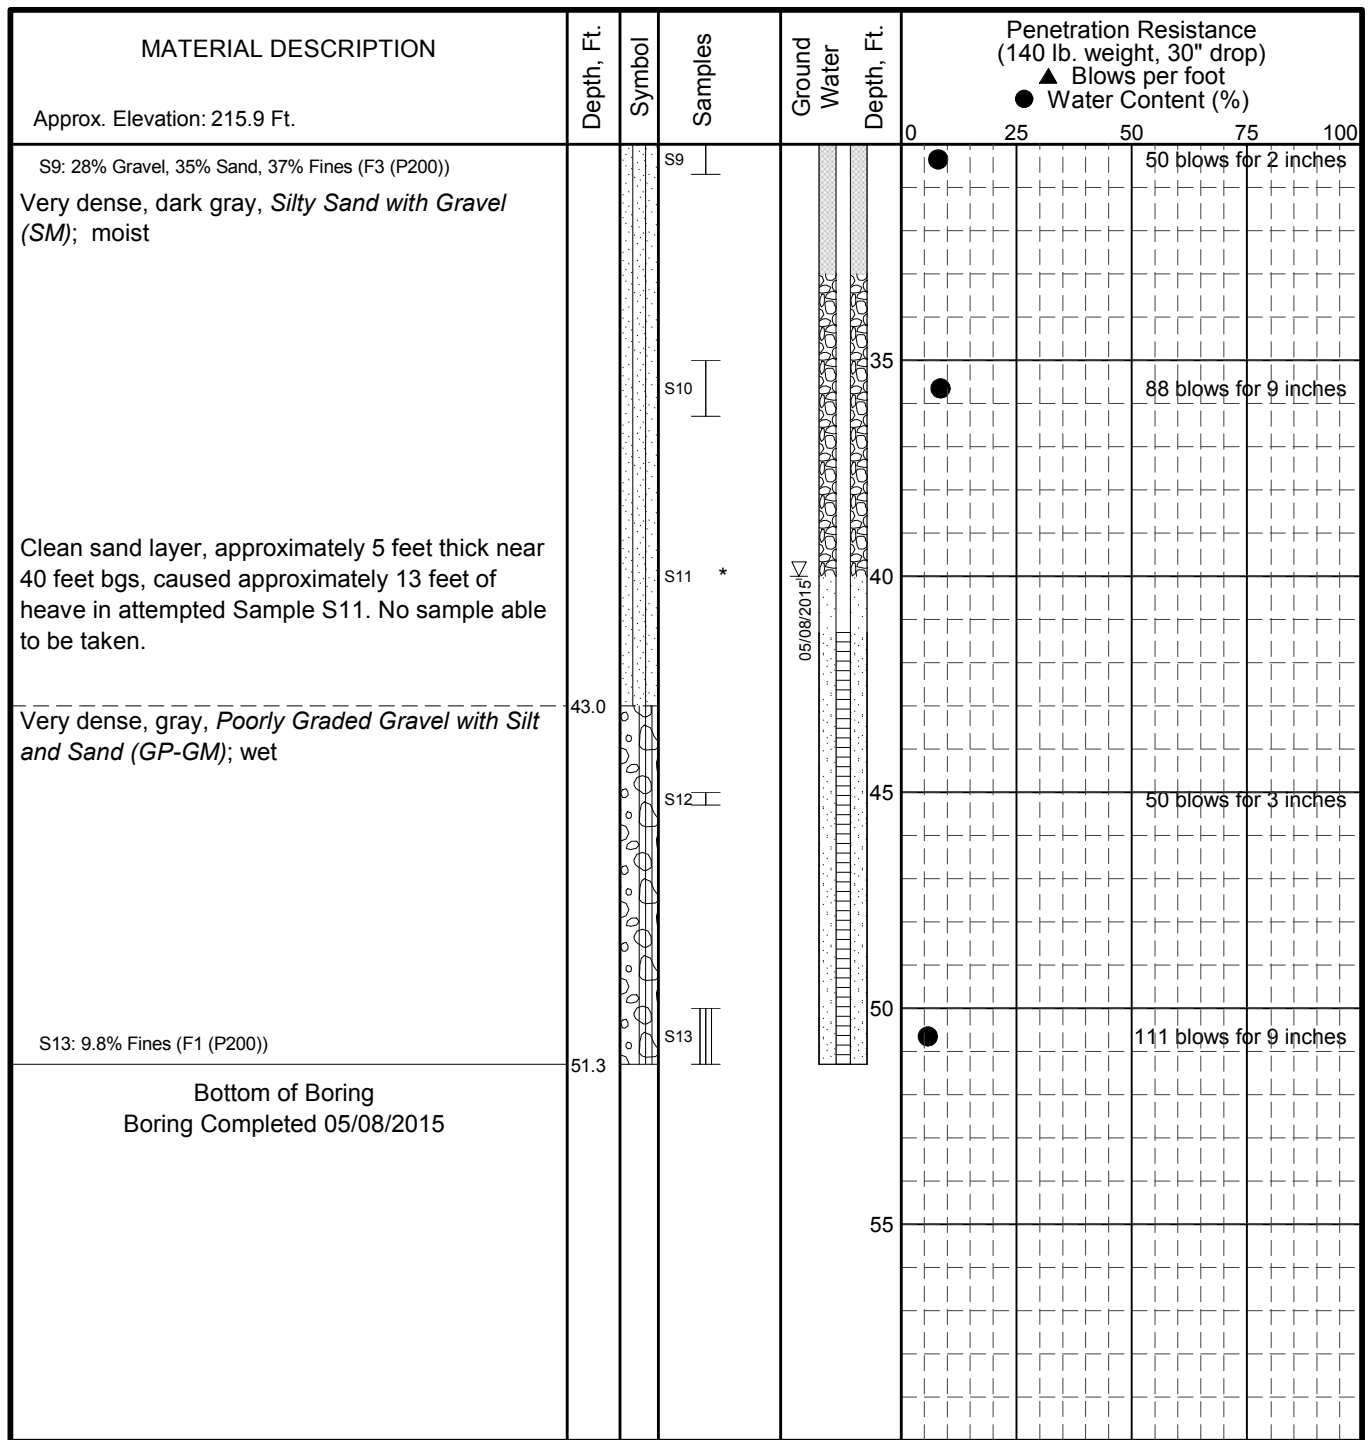 MATERIAL DESCRIPTION
Approx. Elevation: 215.9 Ft.
Depth, Ft.
Symbol
Samples
Ground
Water
Depth, Ft.
Penetration Resistance
(140 lb. weight, 30" drop)
▲ Blows per foot
● Water Content (%)
0 25 50 75 100
S9: 28% Gravel, 35% Sand, 37% Fines (F3 (P200))
S9
50 blows for 2 inches
Very dense, dark gray, Silty Sand with Gravel
(SM); moist
35
S10
88 blows for 9 inches
Clean sand layer, approximately 5 feet thick near
40 feet bgs, caused approximately 13 feet of
heave in attempted Sample S11. No sample able
to be taken.
S11 *
05/08/2015
40
43.0
Very dense, gray, Poorly Graded Gravel with Silt
and Sand (GP-GM); wet
S12
45
50 blows for 3 inches
50
S13: 9.8% Fines (F1 (P200))
S13
111 blows for 9 inches
51.3
Bottom of Boring
Boring Completed 05/08/2015
55